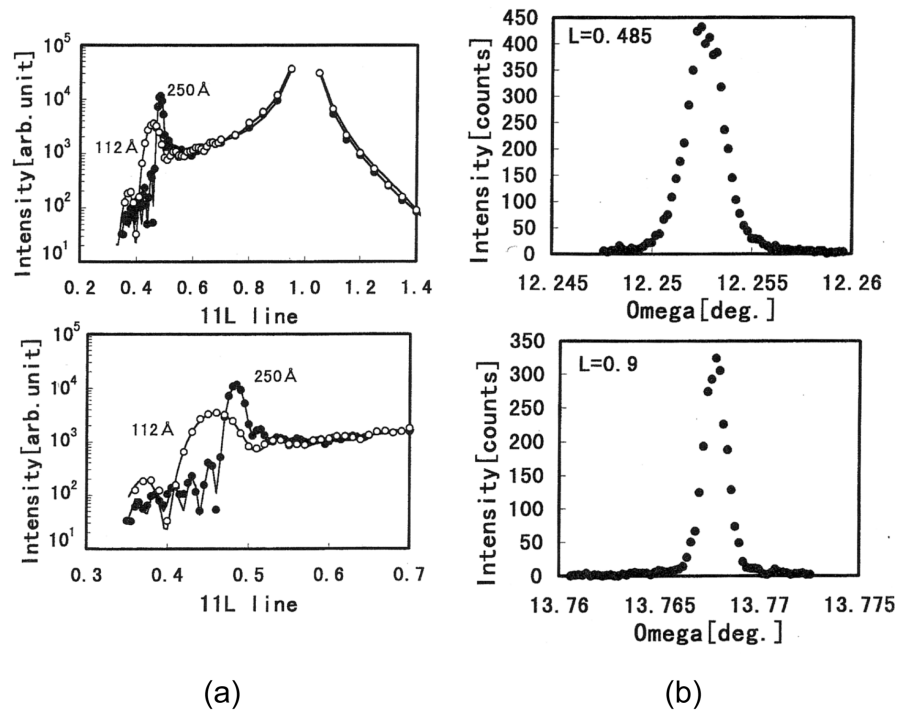 Intensity[arb.unit]
10^5
10^4
10^3
10^2
10^1
250Å
112Å
0.2 0.4 0.6 0.8 1.0 1.2 1.4
11L line
Intensity[arb.unit]
10^5
10^4
10^3
10^2
10^1
250Å
112Å
0.3 0.4 0.5 0.6 0.7
11L line
(a)
Intensity[counts]
450
400
350
300
250
200
150
100
50
0
L=0.485
12.245 12.25 12.255 12.26
Omega[deg.]
Intensity[counts]
350
300
250
200
150
100
50
0
L=0.9
13.76 13.765 13.77 13.775
Omega[deg.]
(b)